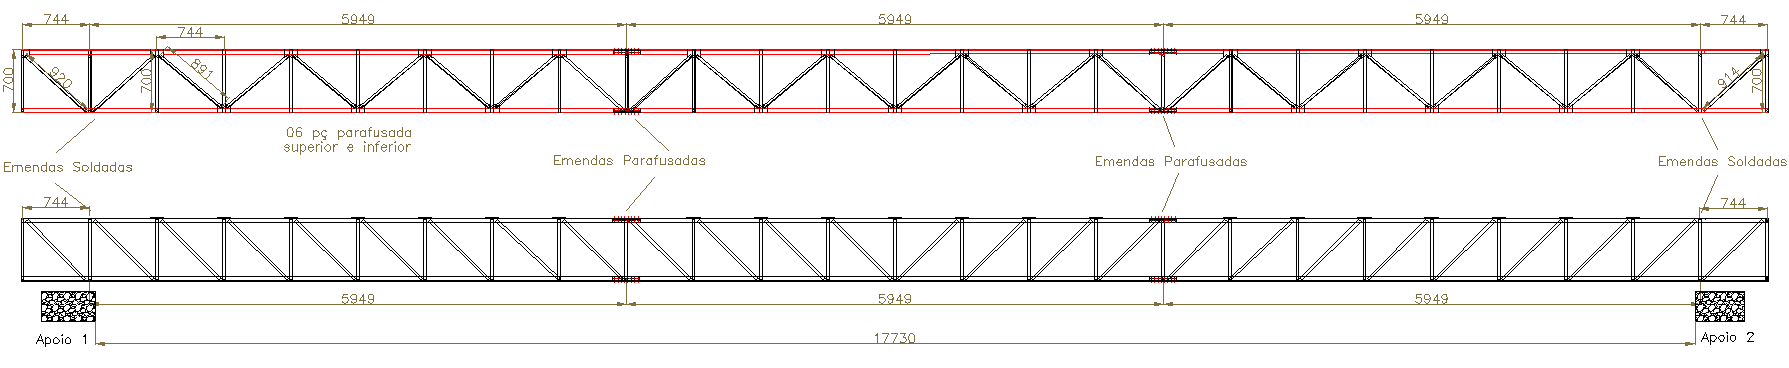 744 5949 5949 5949 744
744
700 920 700 891 914 700
06 pç parafusada
superior e inferior
Emendas Soldadas
Emendas Parafusadas
Emendas Parafusadas
Emendas Soldadas
744 744
5949 5949 5949
17730
Apoio 1
Apoio 2